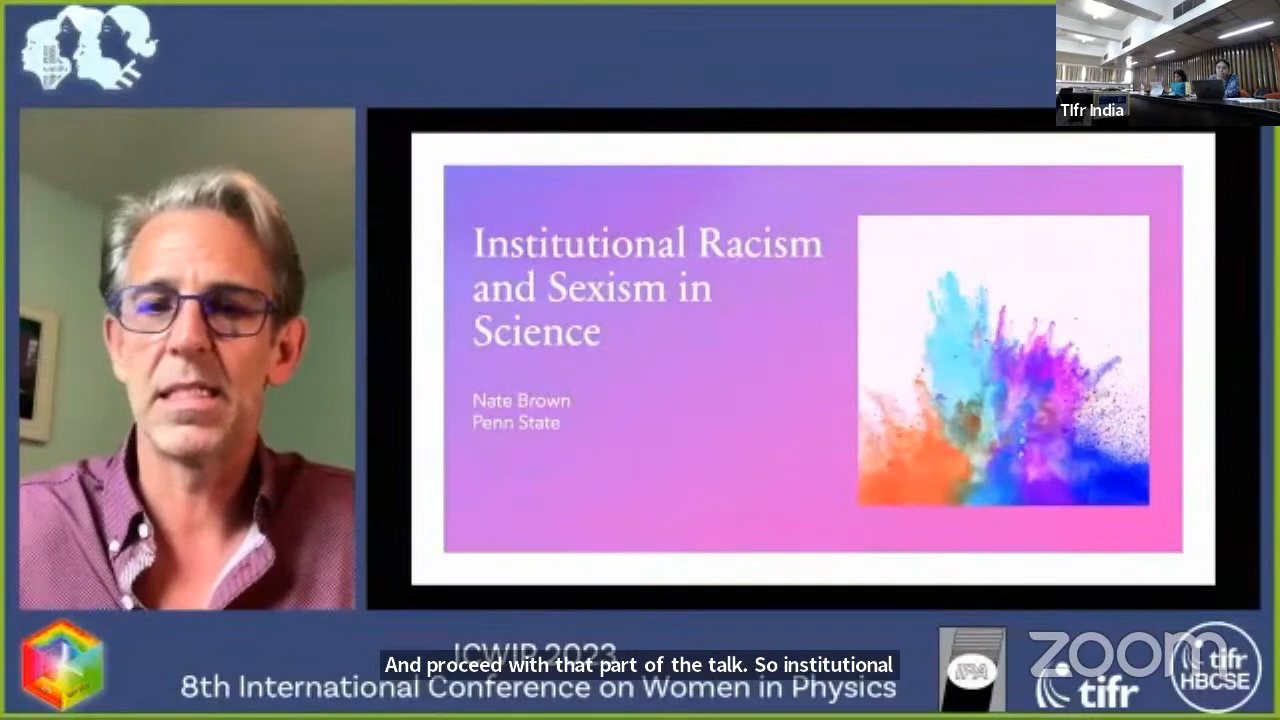 TIfr India
Institutional Racism
and Sexism in
Science
Nate Brown
Penn State
ICWIP 2023
And proceed with that part of the talk. So institutional
8th International Conference on Women in Physics
IPA
zoom
tifr
tifr
HBCSE